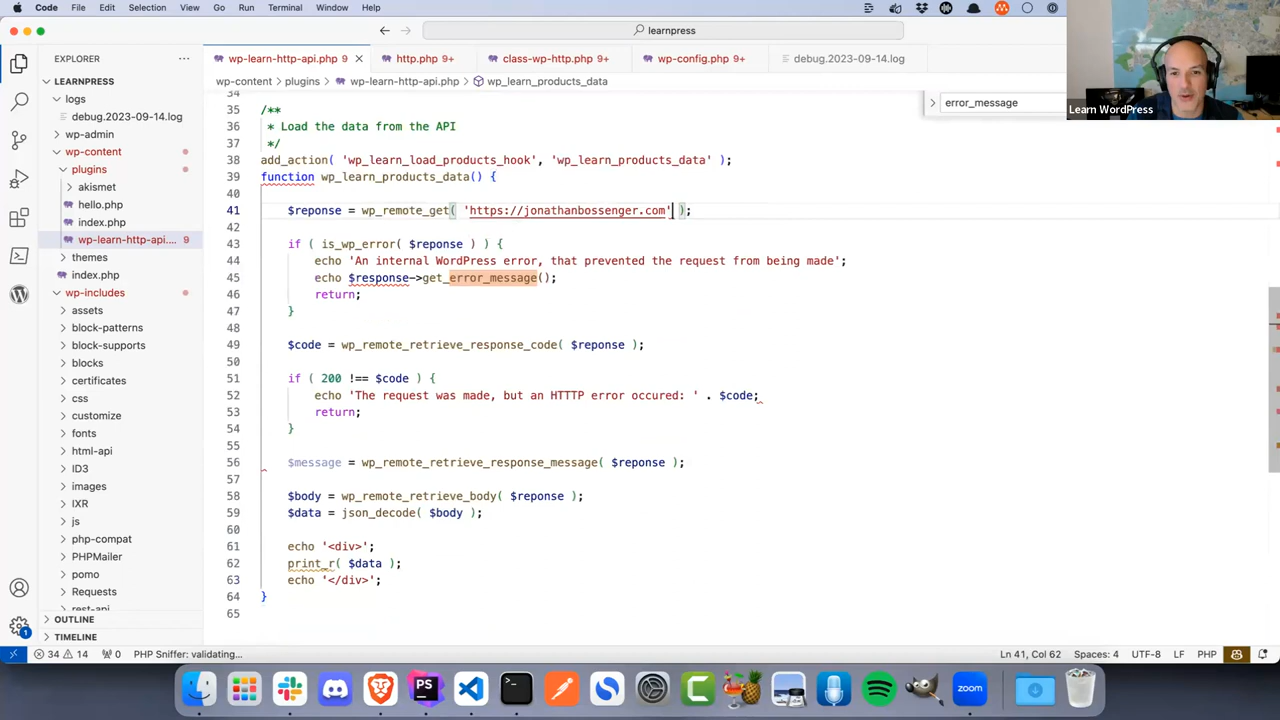 Code File Edit Selection View Go Run Terminal Window Help
learnpress
EXPLORER
wp-learn-http-api.php 9
http.php 9+
class-wp-http.php 9+
wp-config.php 9+
debug.2023-09-14.log
wp-content > plugins > wp-learn-http-api.php > wp_learn_products_data
error_message
Learn WordPress
LEARNPRESS
logs
debug.2023-09-14.log
wp-admin
wp-content
plugins
akismet
hello.php
index.php
wp-learn-http-api.... 9
themes
index.php
wp-includes
assets
block-patterns
block-supports
blocks
certificates
css
customize
fonts
html-api
ID3
images
IXR
js
php-compat
PHPMailer
pomo
Requests
rest-api
OUTLINE
TIMELINE
34
35 /**
36 * Load the data from the API
37 */
38 add_action( 'wp_learn_load_products_hook', 'wp_learn_products_data' );
39 function wp_learn_products_data() {
40
41 $reponse = wp_remote_get( 'https://jonathanbossenger.com' );
42
43 if ( is_wp_error( $reponse ) ) {
44 echo 'An internal WordPress error, that prevented the request from being made';
45 echo $response->get_error_message();
46 return;
47 }
48
49 $code = wp_remote_retrieve_response_code( $reponse );
50
51 if ( 200 !== $code ) {
52 echo 'The request was made, but an HTTTP error occured: ' . $code;
53 return;
54 }
55
56 $message = wp_remote_retrieve_response_message( $reponse );
57
58 $body = wp_remote_retrieve_body( $reponse );
59 $data = json_decode( $body );
60
61 echo '<div>';
62 print_r( $data );
63 echo '</div>';
64 }
65
34 14 0 PHP Sniffer: validating...
Ln 41, Col 62 Spaces: 4 UTF-8 LF PHP
1
PS
zoom